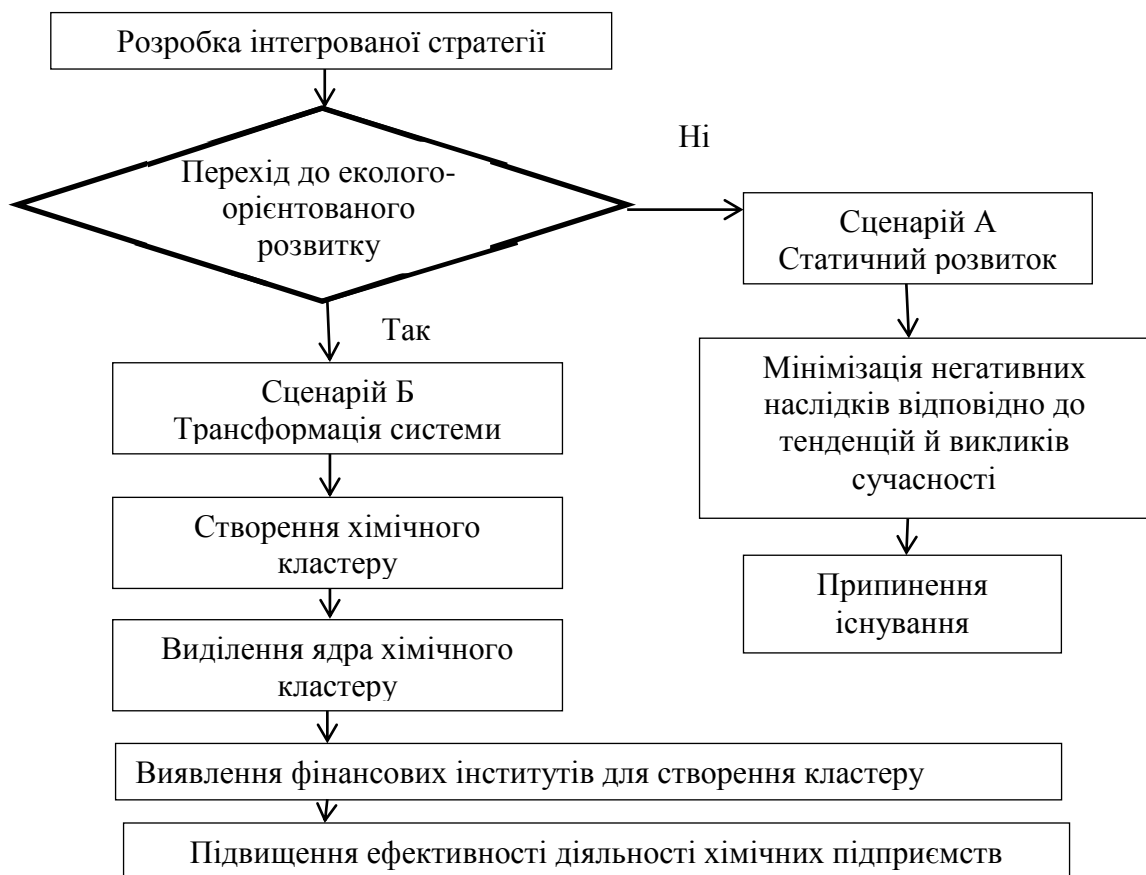 Розробка інтегрованої стратегії
Ні
Перехід до еколого-
орієнтованого
розвитку
Сценарій А
Статичний розвиток
Так
Сценарій Б
Трансформація системи
Мінімізація негативних
наслідків відповідно до
тенденцій й викликів
сучасності
Створення хімічного
кластеру
Припинення
існування
Виділення ядра хімічного
кластеру
Виявлення фінансових інститутів для створення кластеру
Підвищення ефективності діяльності хімічних підприємств